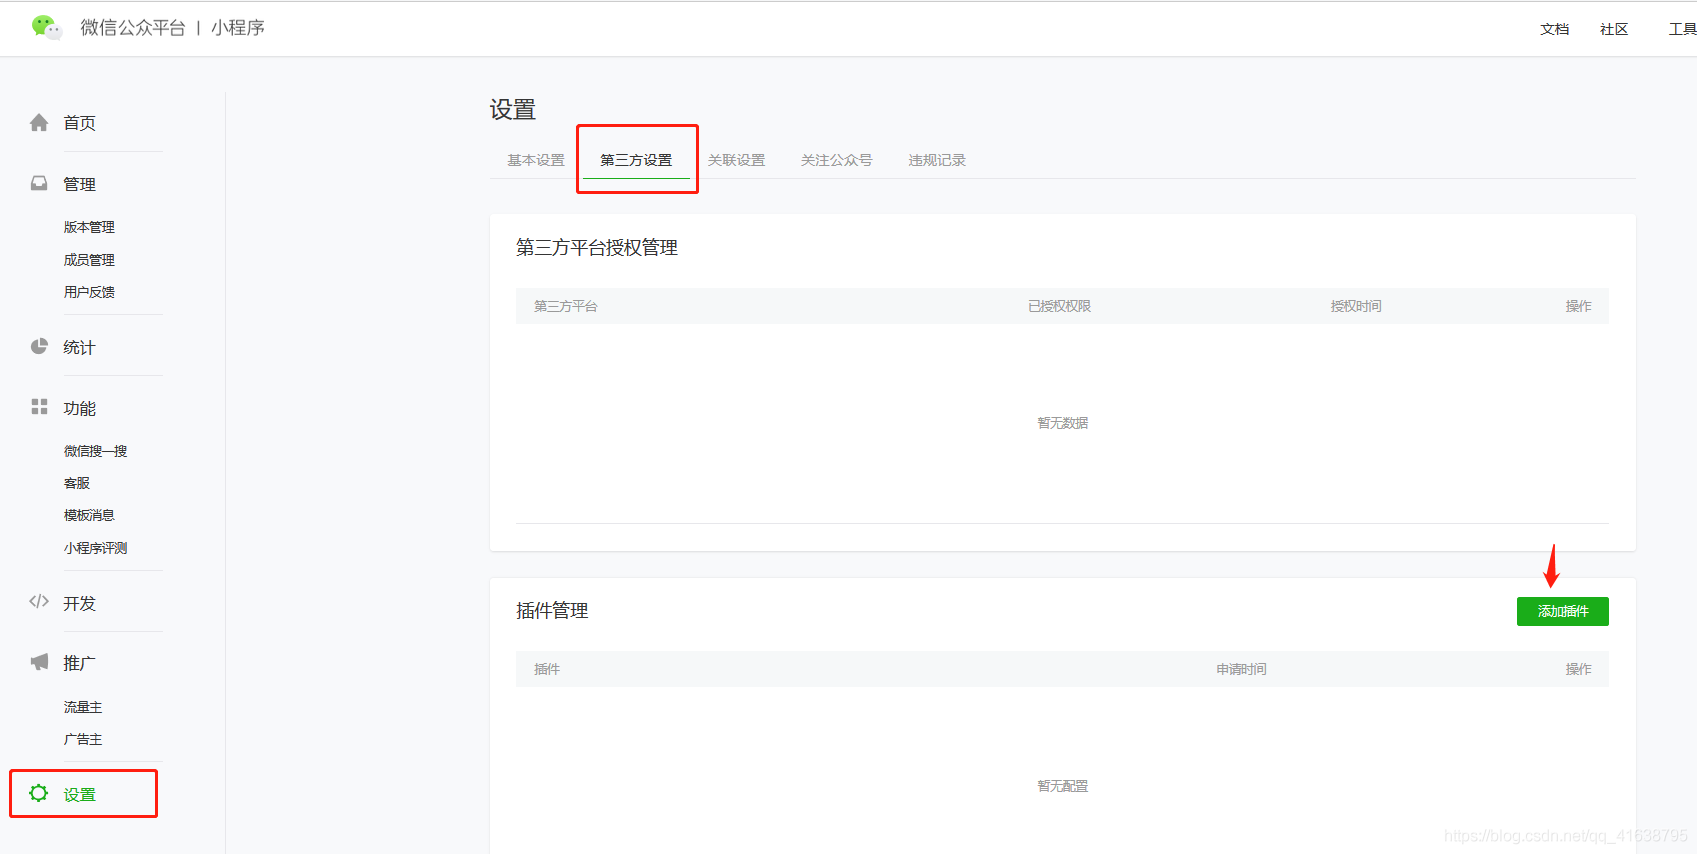 微信公众平台 | 小程序
文档 社区 工具
首页
管理
版本管理
成员管理
用户反馈
统计
功能
微信搜一搜
客服
模板消息
小程序评测
开发
推广
流量主
广告主
设置
设置
基本设置 第三方设置 关联设置 关注公众号 违规记录
第三方平台授权管理
第三方平台 已授权权限 授权时间 操作
暂无数据
插件管理 添加插件
插件 申请时间 操作
暂无配置
https://blog.csdn.net/qq_41638795